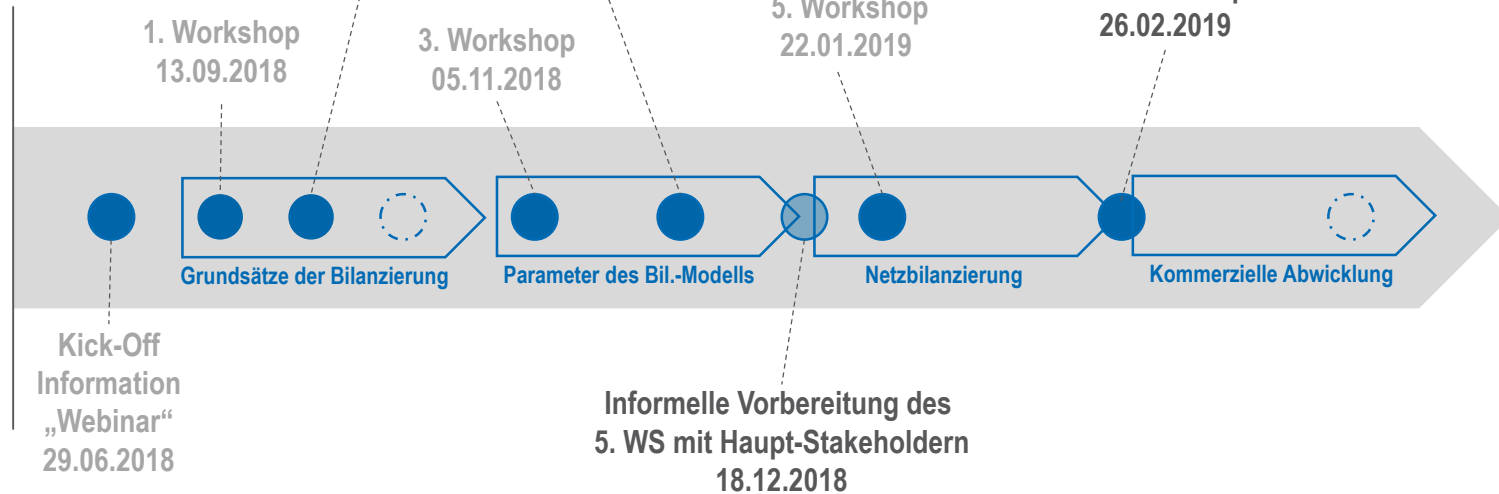 1. Workshop
13.09.2018
3. Workshop
05.11.2018
5. Workshop
22.01.2019
26.02.2019
Grundsätze der Bilanzierung
Parameter des Bil.-Modells
Netzbilanzierung
Kommerzielle Abwicklung
Kick-Off
Information
„Webinar“
29.06.2018
Informelle Vorbereitung des
5. WS mit Haupt-Stakeholdern
18.12.2018